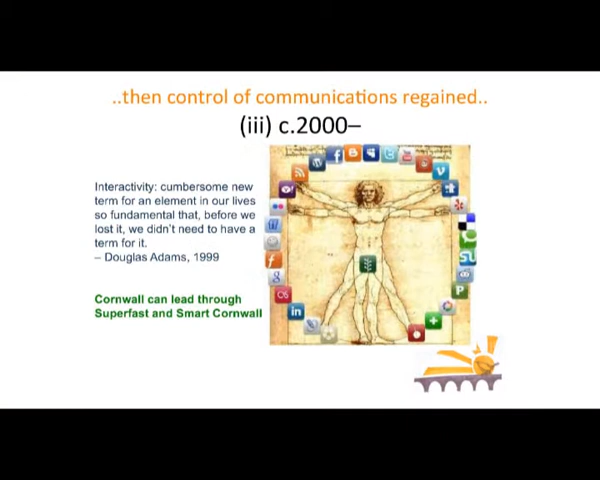 ..then control of communications regained..
(iii) c.2000–
Interactivity: cumbersome new
term for an element in our lives
so fundamental that, before we
lost it, we didn't need to have a
term for it.
– Douglas Adams, 1999
Cornwall can lead through
Superfast and Smart Cornwall